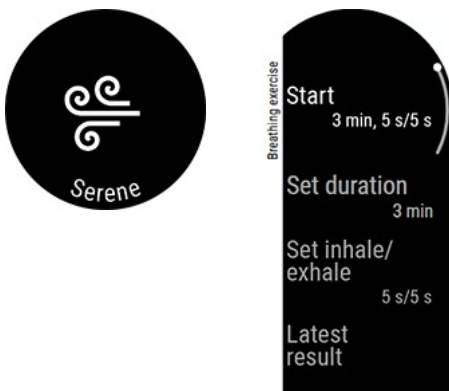 Serene
Breathing exercise
Start
3 min, 5 s/5 s
Set duration
3 min
Set inhale/
exhale
5 s/5 s
Latest
result